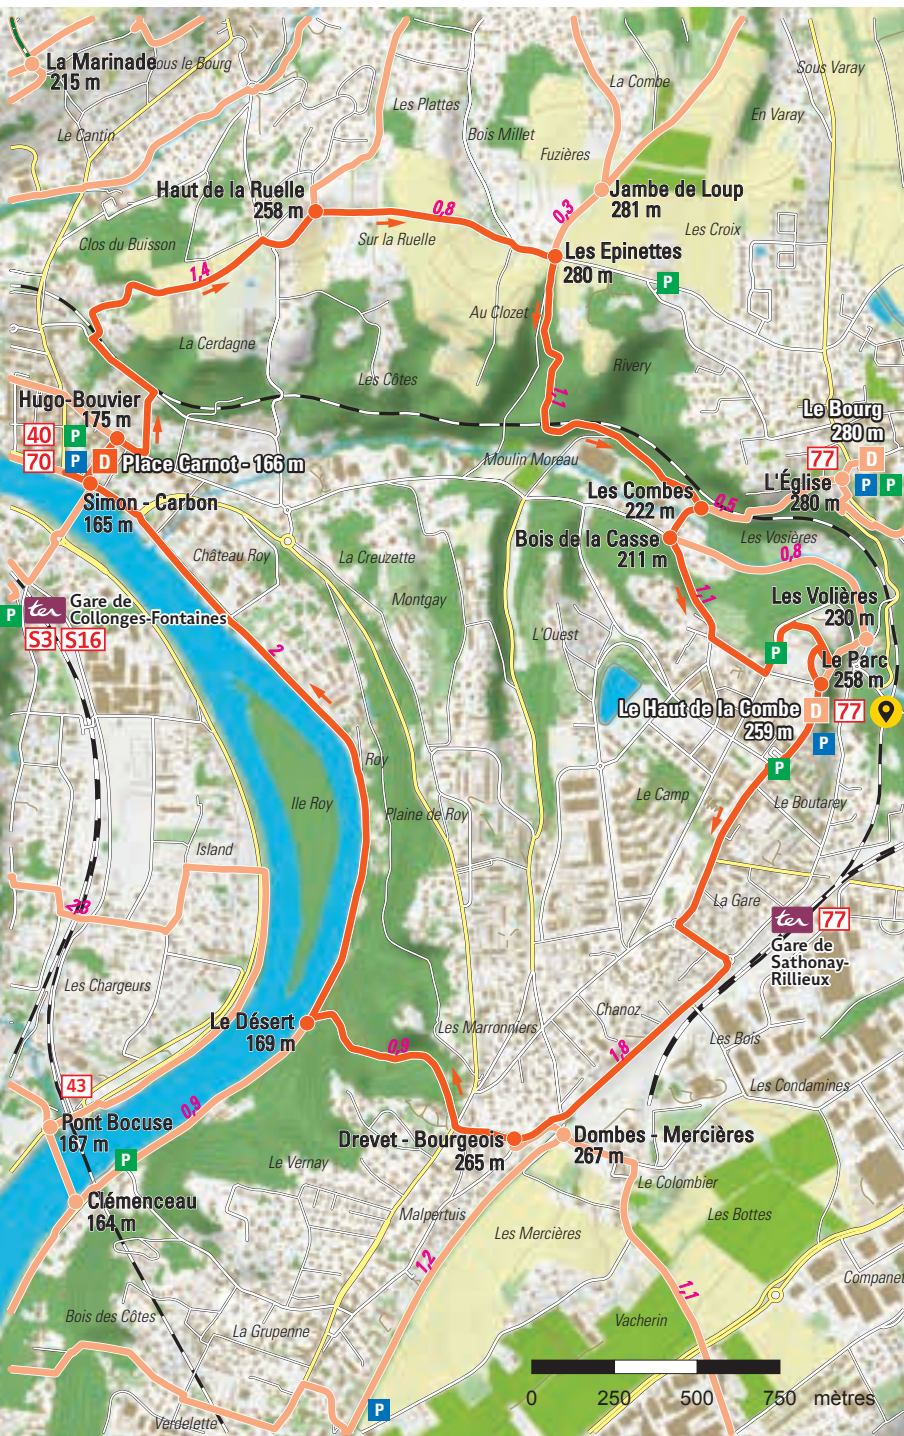 La Marinade
215 m
ous le Bourg
La Combe
Sous Varay
Les Plattes
En Varay
Le Cantin
Bois Millet
Fuzières
Haut de la Ruelle
258 m
0,8
0,3
Jambe de Loup
281 m
Les Croix
Clos du Buisson
Sur la Ruelle
Les Epinettes
280 m
P
1,4
Au Clozet
La Cerdagne
Rivery
Les Côtes
Hugo-Bouvier
175 m
1,1
Le Bourg
280 m
40 P
70 P D Place Carnot - 166 m
Moulin Moreau
77 D
L'Église
280 m
P P
Simon - Carbon
165 m
Les Combes
222 m
0,5
Bois de la Casse
211 m
Les Vosières
0,8
Château Roy
La Creuzette
Montgay
1,1
Les Volières
230 m
P ter Gare de
Collonges-Fontaines
S3 S16
L'Ouest
2
P
Le Parc
258 m
Le Haut de la Combe
259 m
D 77
P
P
Roy
Ile Roy
Plaine de Roy
Le Camp
Le Boutarey
Island
2,8
La Gare
ter 77
Gare de
Sathonay-
Rillieux
Les Chargeurs
Le Désert
169 m
Les Marronniers
Chanoz
0,9
1,8
Les Bois
Les Condamines
43
0,9
Pont Bocuse
167 m
P
Drevet - Bourgeois
265 m
Dombes - Mercières
267 m
Le Vernay
Le Colombier
Clémenceau
164 m
Malpertuis
Les Mercières
Les Bottes
1,2
1,1
Companet
Bois des Côtes
La Grupenne
Vacherin
0 250 500 750 mètres
P
Verdelette